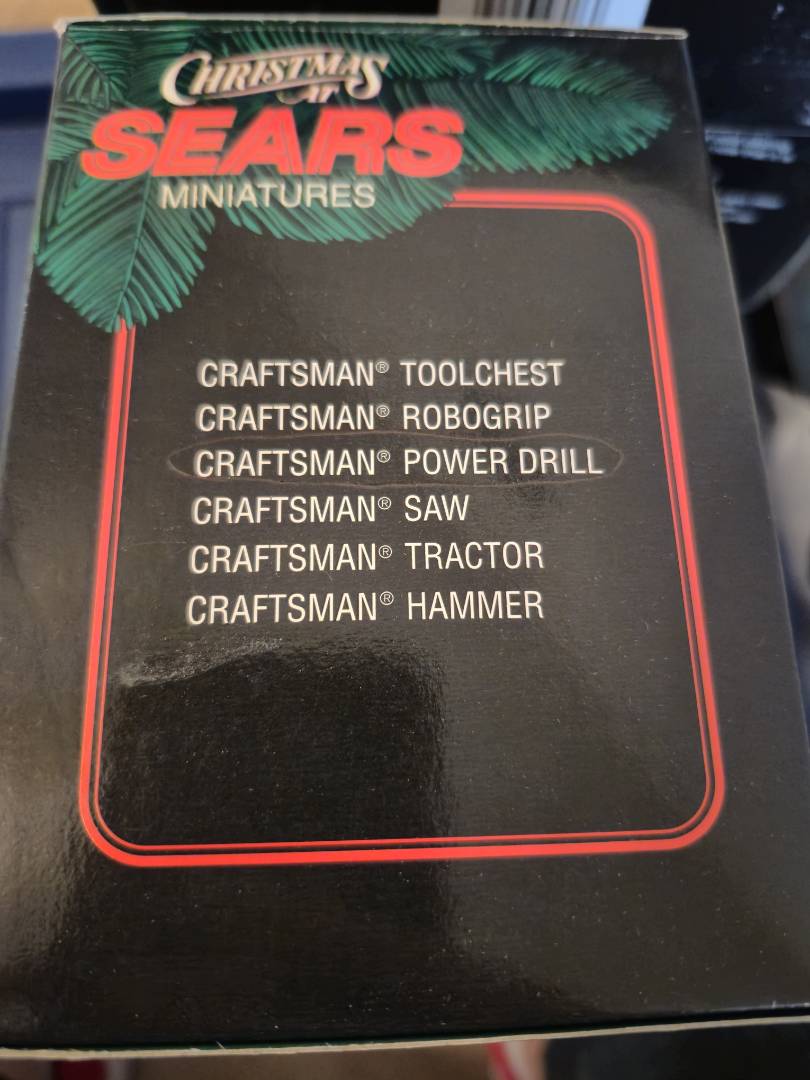 CHRISTMAS
AT
SEARS
MINIATURES
CRAFTSMAN® TOOLCHEST
CRAFTSMAN® ROBOGRIP
CRAFTSMAN® POWER DRILL
CRAFTSMAN® SAW
CRAFTSMAN® TRACTOR
CRAFTSMAN® HAMMER